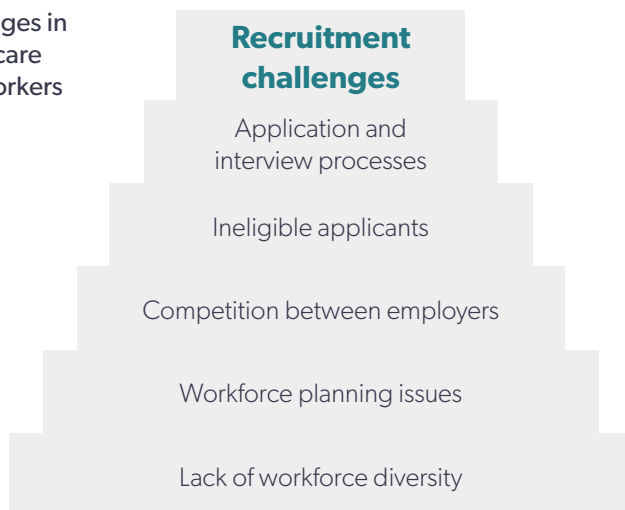 ges in
care
orkers
Recruitment
challenges
Application and
interview processes
Ineligible applicants
Competition between employers
Workforce planning issues
Lack of workforce diversity